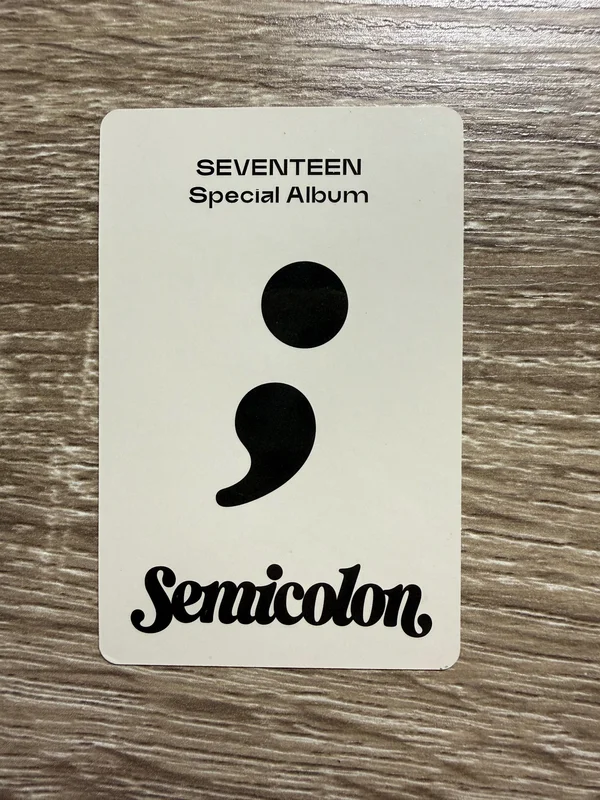 SEVENTEEN
Special Album
;
Semicolon